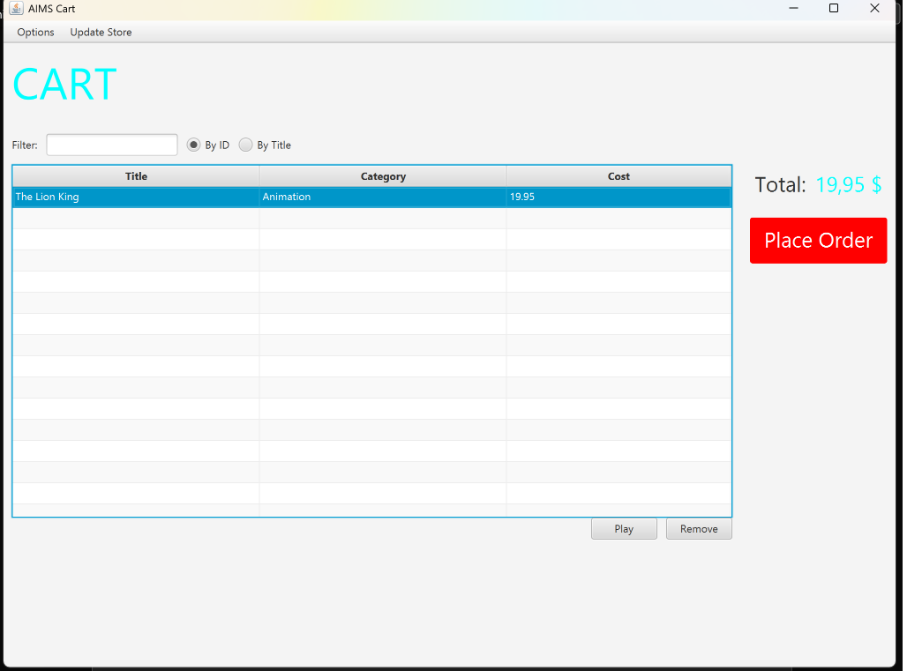 AIMS Cart
Options Update Store
CART
Filter: By ID By Title
Title Category Cost
The Lion King Animation 19.95
Total: 19,95 $
Place Order
Play Remove